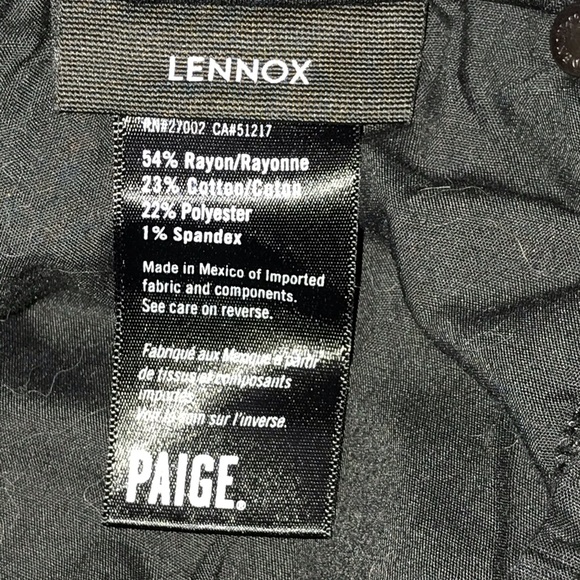 LENNOX
RN#27002 CA#51217
54% Rayon/Rayonne
23% Cotton/Coton
22% Polyester
1% Spandex
Made in Mexico of Imported
fabric and components.
See care on reverse.
Fabriqué aux Mexique à partir
de tissus et composants
importés.
Voir soin sur l'inverse.
PAIGE.